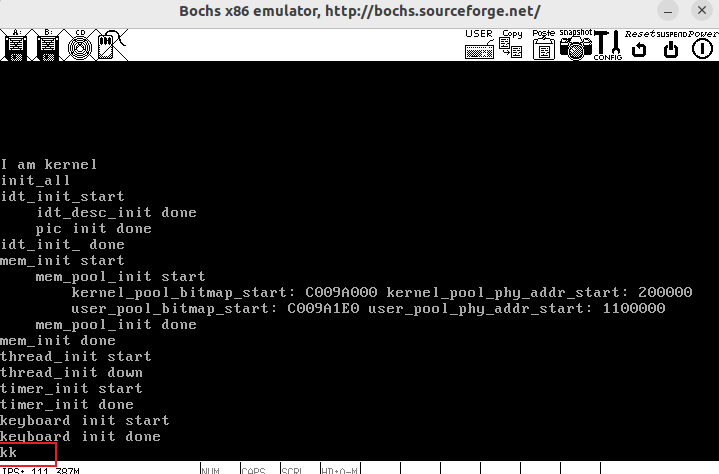 Bochs x86 emulator, http://bochs.sourceforge.net/
A: B: CD USER Copy Paste snapshot CONFIG Reset SUSPEND Power
I am kernel
init_all
idt_init_start
idt_desc_init done
pic init done
idt_init_ done
mem_init start
mem_pool_init start
kernel_pool_bitmap_start: C009A000 kernel_pool_phy_addr_start: 200000
user_pool_bitmap_start: C009A1E0 user_pool_phy_addr_start: 1100000
mem_pool_init done
mem_init done
thread_init start
thread_init down
timer_init start
timer_init done
keyboard init start
keyboard init done
kk
IPS: 111.387M NUM CAPS SCRL HD:0-M